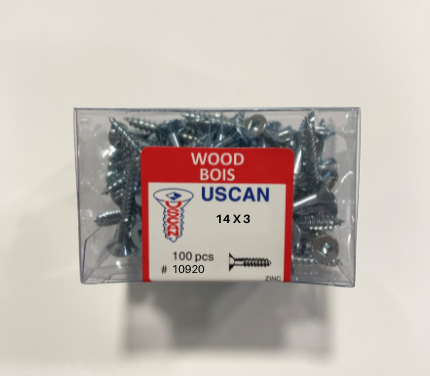 WOOD
BOIS
USCAN
USCAN
14 X 3
100 pcs
# 10920
ZINC